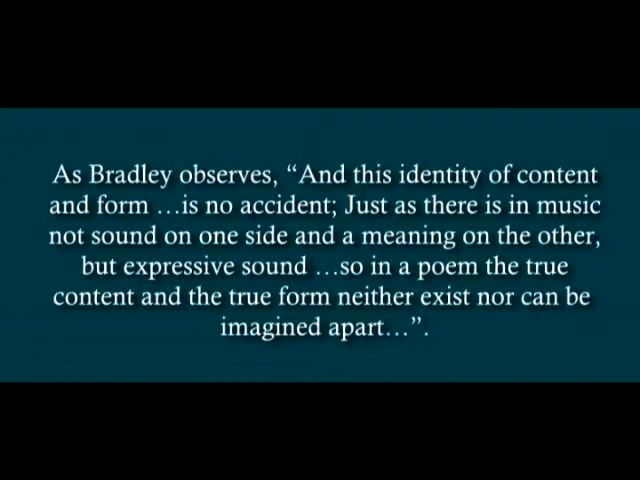 As Bradley observes, “And this identity of content
and form …is no accident; Just as there is in music
not sound on one side and a meaning on the other,
but expressive sound …so in a poem the true
content and the true form neither exist nor can be
imagined apart…”.